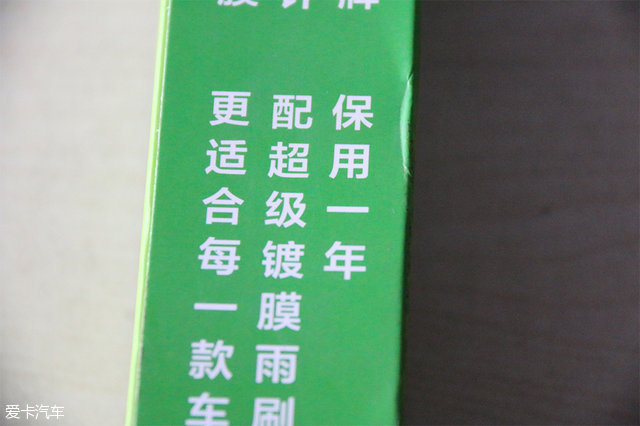 保用一年
配超级镀膜雨刷
更适合每一款车
爱卡汽车